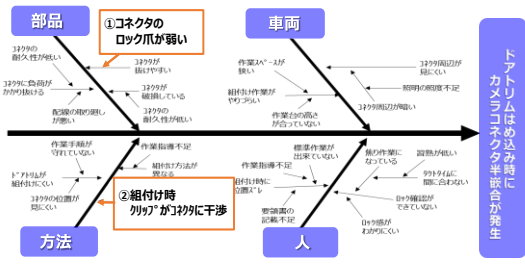 部品
車両
①コネクタの
ロック爪が弱い
コネクタの
耐久性が低い
コネクタが
抜けやすい
コネクタに負荷が
かかり抜ける
コネクタが
破損している
配線の取り廻し
が悪い
コネクタの
耐久性が低い
作業スペースが
狭い
コネクタ周辺が
見にくい
照明の照度不足
組付け作業が
やりづらい
作業台の高さ
が合っていない
コネクタ周辺が暗い
ドアトリムはめ込み時に
カメラコネクタ半嵌合が発生
作業手順が
守れていない
作業指導不足
組付け方法が
異なる
ドアトリムが
組付けにくい
コネクタの位置が
見にくい
②組付け時
クリップがコネクタに干渉
標準作業が
出来ていない
作業指導不足
組付け時に
位置ズレ
要領書の
記載不足
焦り作業に
なっている
習熟が低い
タクトタイムに
間に合わない
ロック確認が
できていない
ロック感が
わかりにくい
方法
人